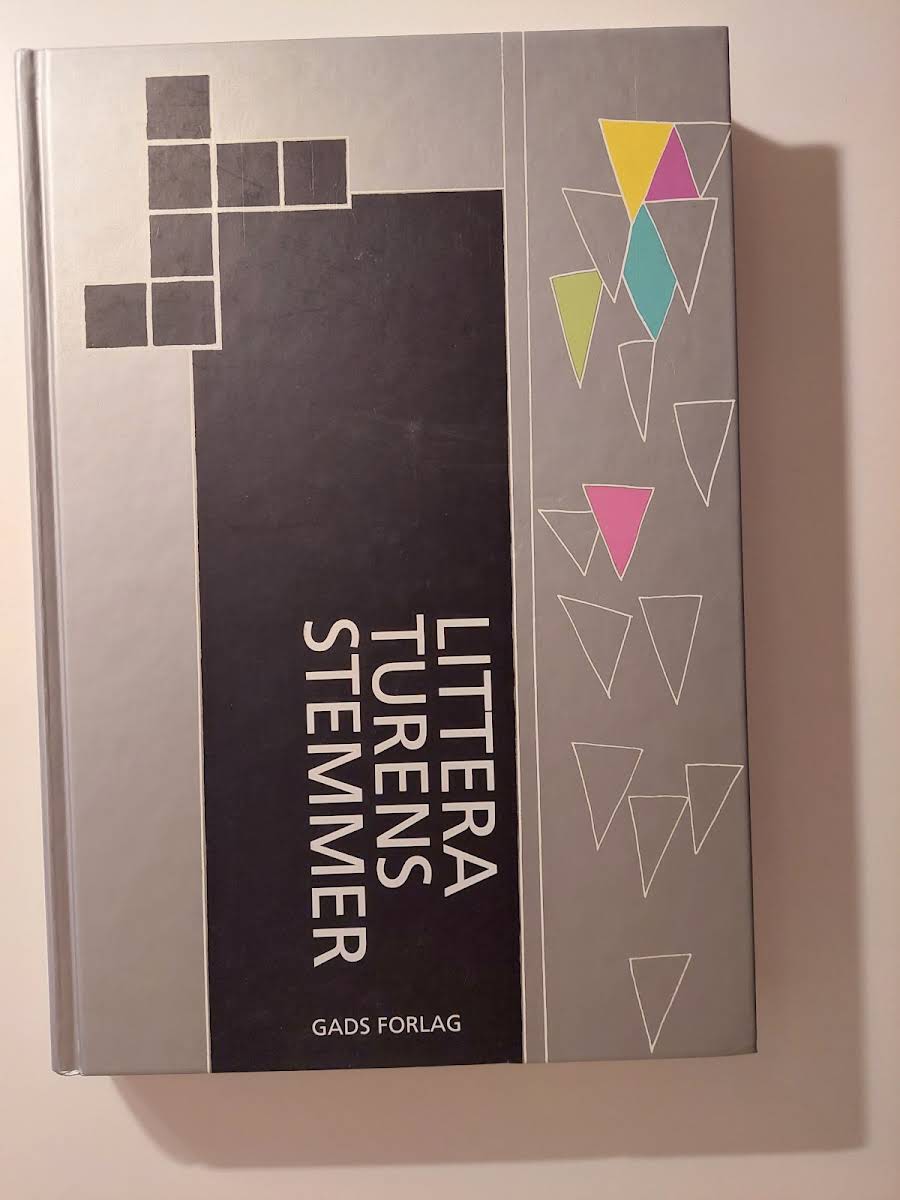 LITTERA
TURENS
STEMMER
GADS FORLAG